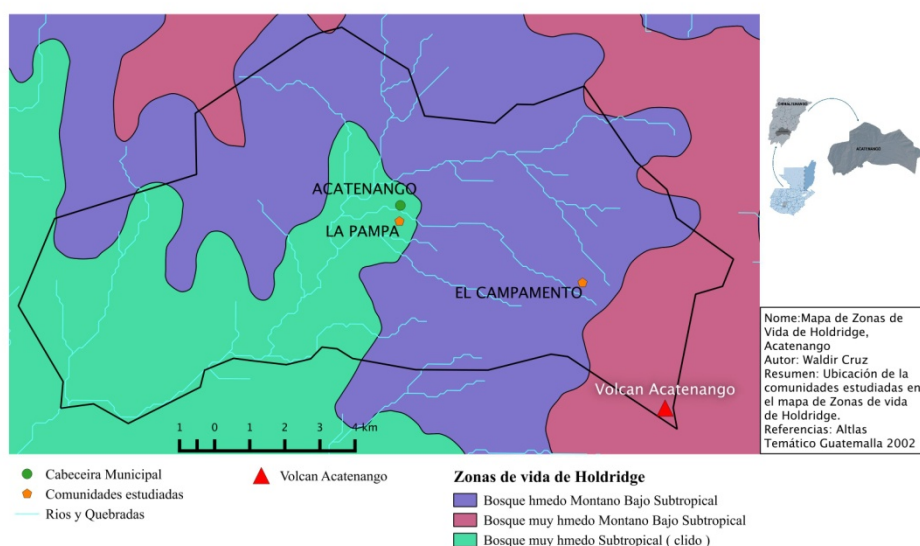 ACATENANGO
LA PAMPA
EL CAMPAMENTO
Volcan Acatenango
1 0 1 2 3 4 km
CHIMALTENANGO
ACATENANGO
Nome:Mapa de Zonas de
Vida de Holdridge,
Acatenango
Autor: Waldir Cruz
Resumen: Ubicación de la
comunidades estudiadas en
el mapa de Zonas de vida
de Holdridge.
Referencias: Altlas
Temático Guatemalla 2002
Cabeceira Municipal
Comunidades estudiadas
Rios y Quebradas
Volcan Acatenango
Zonas de vida de Holdridge
Bosque hmedo Montano Bajo Subtropical
Bosque muy hmedo Montano Bajo Subtropical
Bosque muy hmedo Subtropical ( clido )